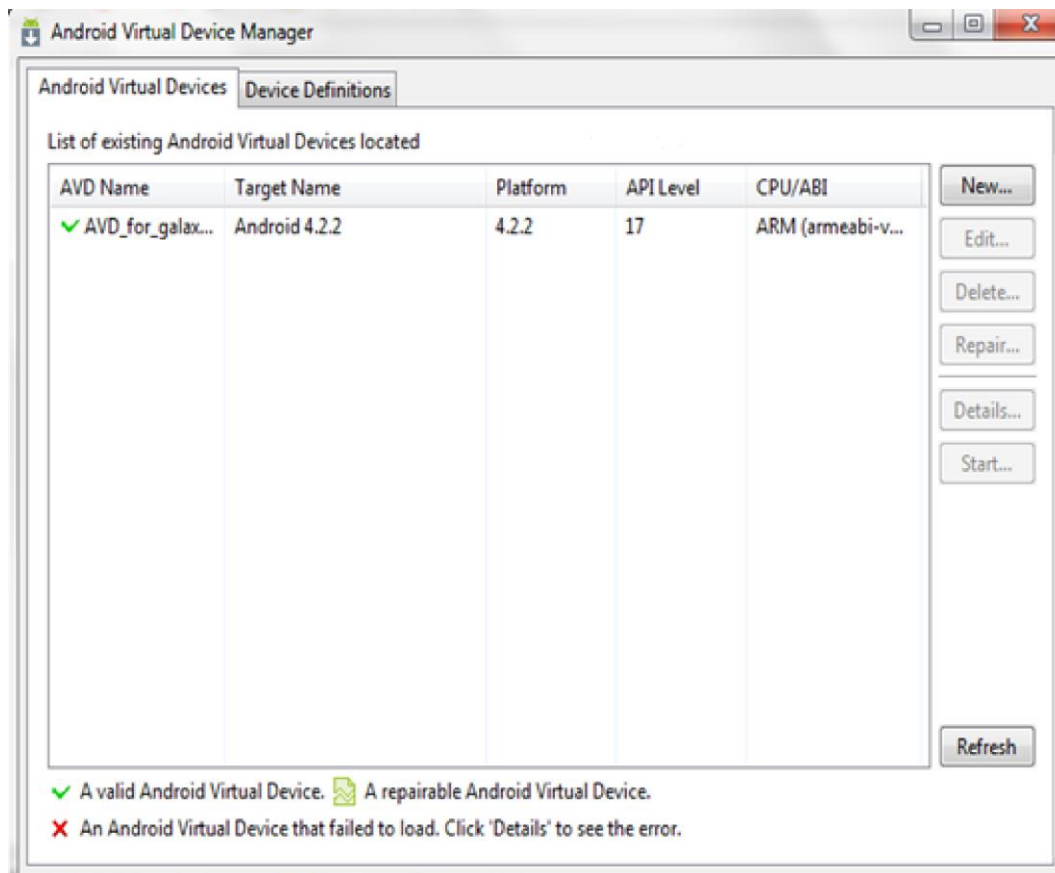 Android Virtual Device Manager
Android Virtual Devices Device Definitions
List of existing Android Virtual Devices located
AVD Name Target Name Platform API Level CPU/ABI New...
AVD_for_galax... Android 4.2.2 4.2.2 17 ARM (armeabi-v...
Edit...
Delete...
Repair...
Details...
Start...
Refresh
A valid Android Virtual Device. A repairable Android Virtual Device.
An Android Virtual Device that failed to load. Click 'Details' to see the error.